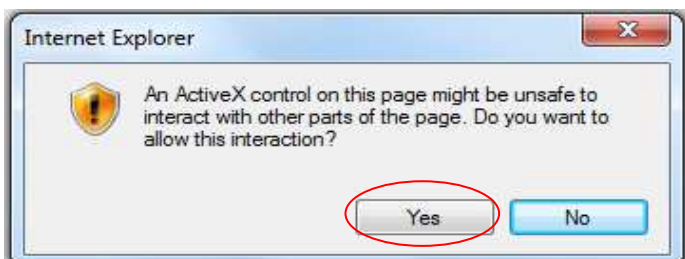 Internet Explorer
An ActiveX control on this page might be unsafe to
interact with other parts of the page. Do you want to
allow this interaction?
Yes
No